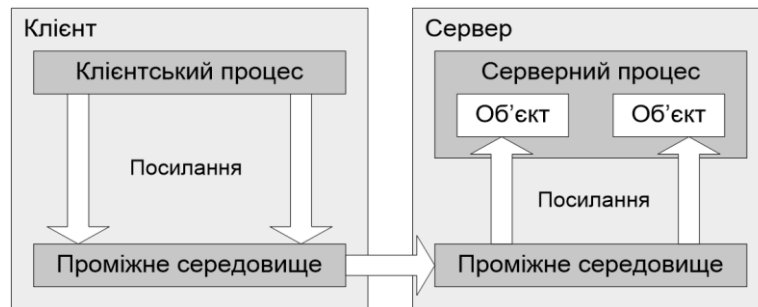 Клієнт
Клієнтський процес
Посилання
Проміжне середовище
Сервер
Серверний процес
Об’єкт
Об’єкт
Посилання
Проміжне середовище